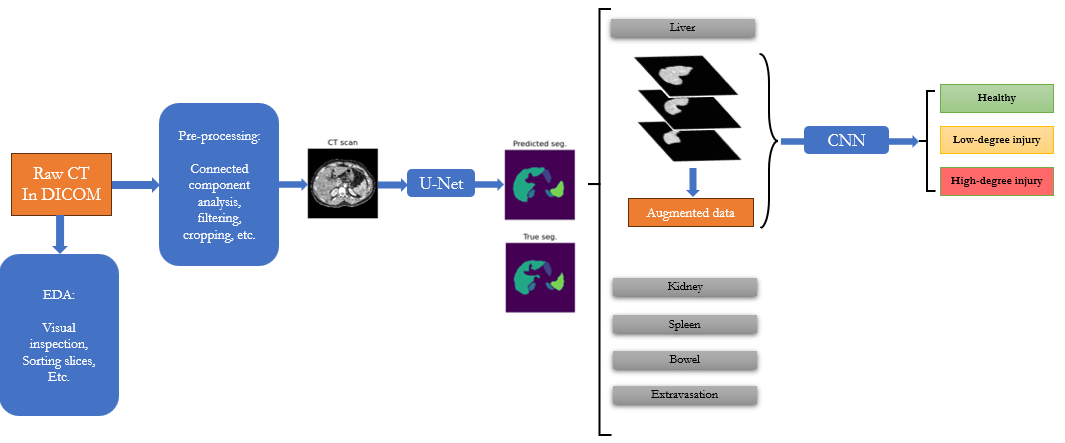 Raw CT
In DICOM
EDA:
Visual
inspection,
Sorting slices,
Etc.
Pre-processing:
Connected
component
analysis,
filtering,
cropping, etc.
CT scan
U-Net
Predicted seg.
True seg.
Liver
Augmented data
Kidney
Spleen
Bowel
Extravasation
CNN
Healthy
Low-degree injury
High-degree injury